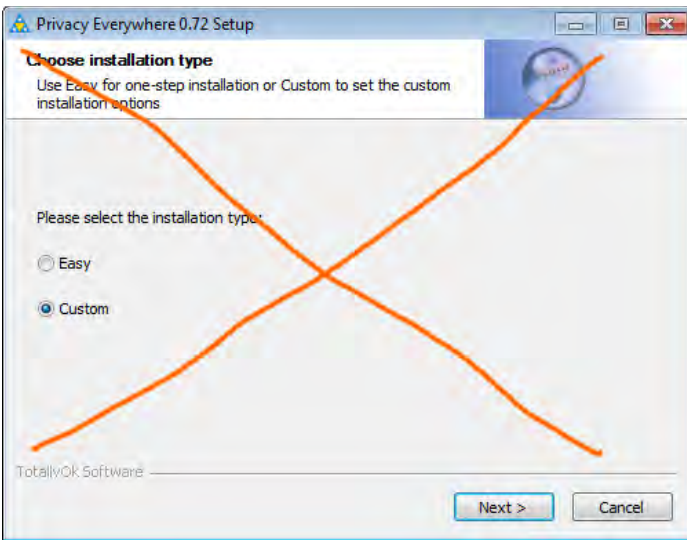 Privacy Everywhere 0.72 Setup
Choose installation type
Use Easy for one-step installation or Custom to set the custom
installation options
Please select the installation type:
Easy
Custom
TotallyOk Software
Next >
Cancel